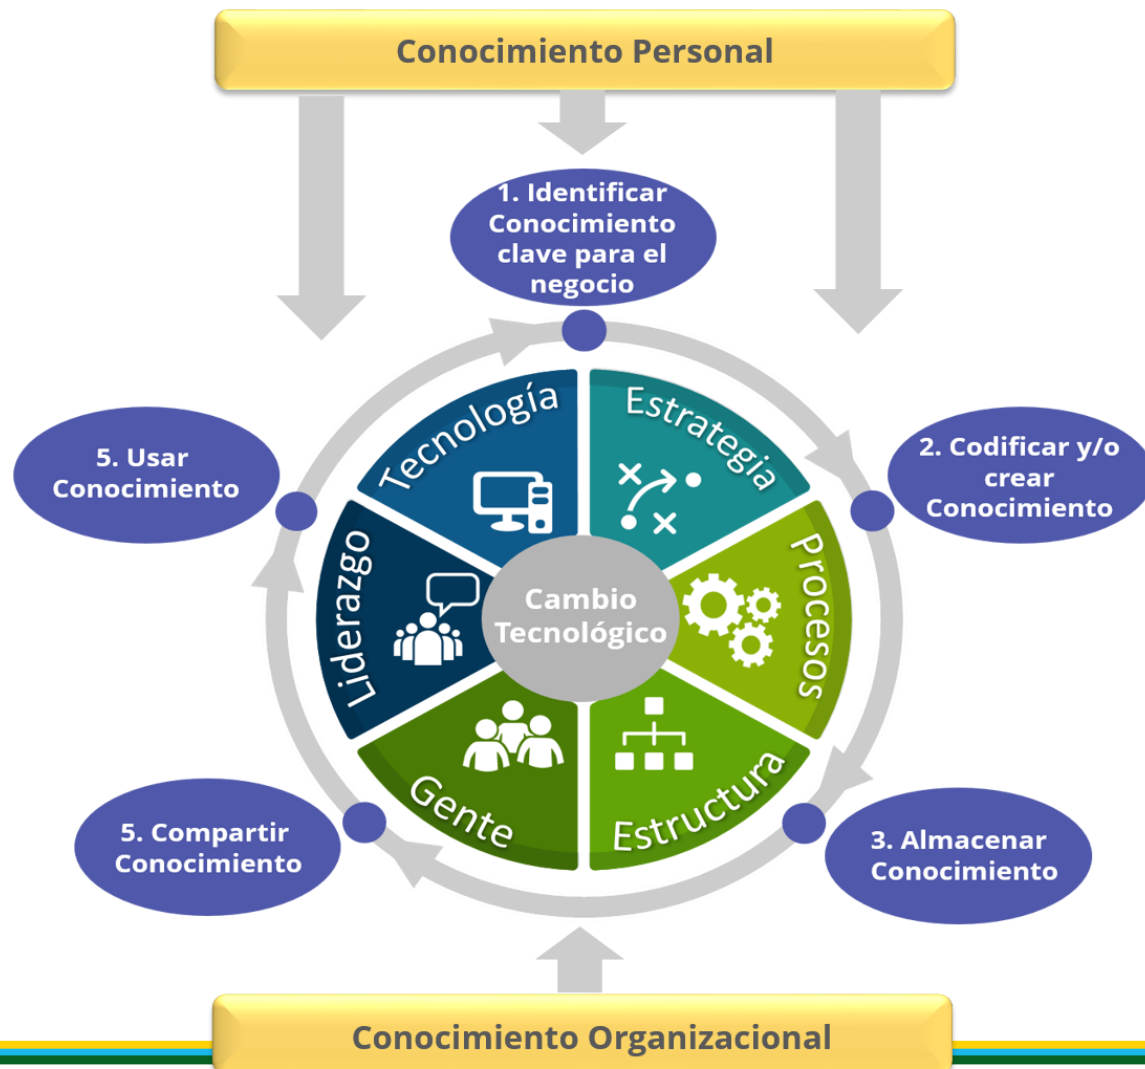 Conocimiento Personal
1. Identificar
Conocimiento
clave para el
negocio
5. Usar
Conocimiento
Tecnología
Estrategia
2. Codificar y/o
crear
Conocimiento
Liderazgo
Cambio
Tecnológico
Procesos
Gente
Estructura
5. Compartir
Conocimiento
3. Almacenar
Conocimiento
Conocimiento Organizacional